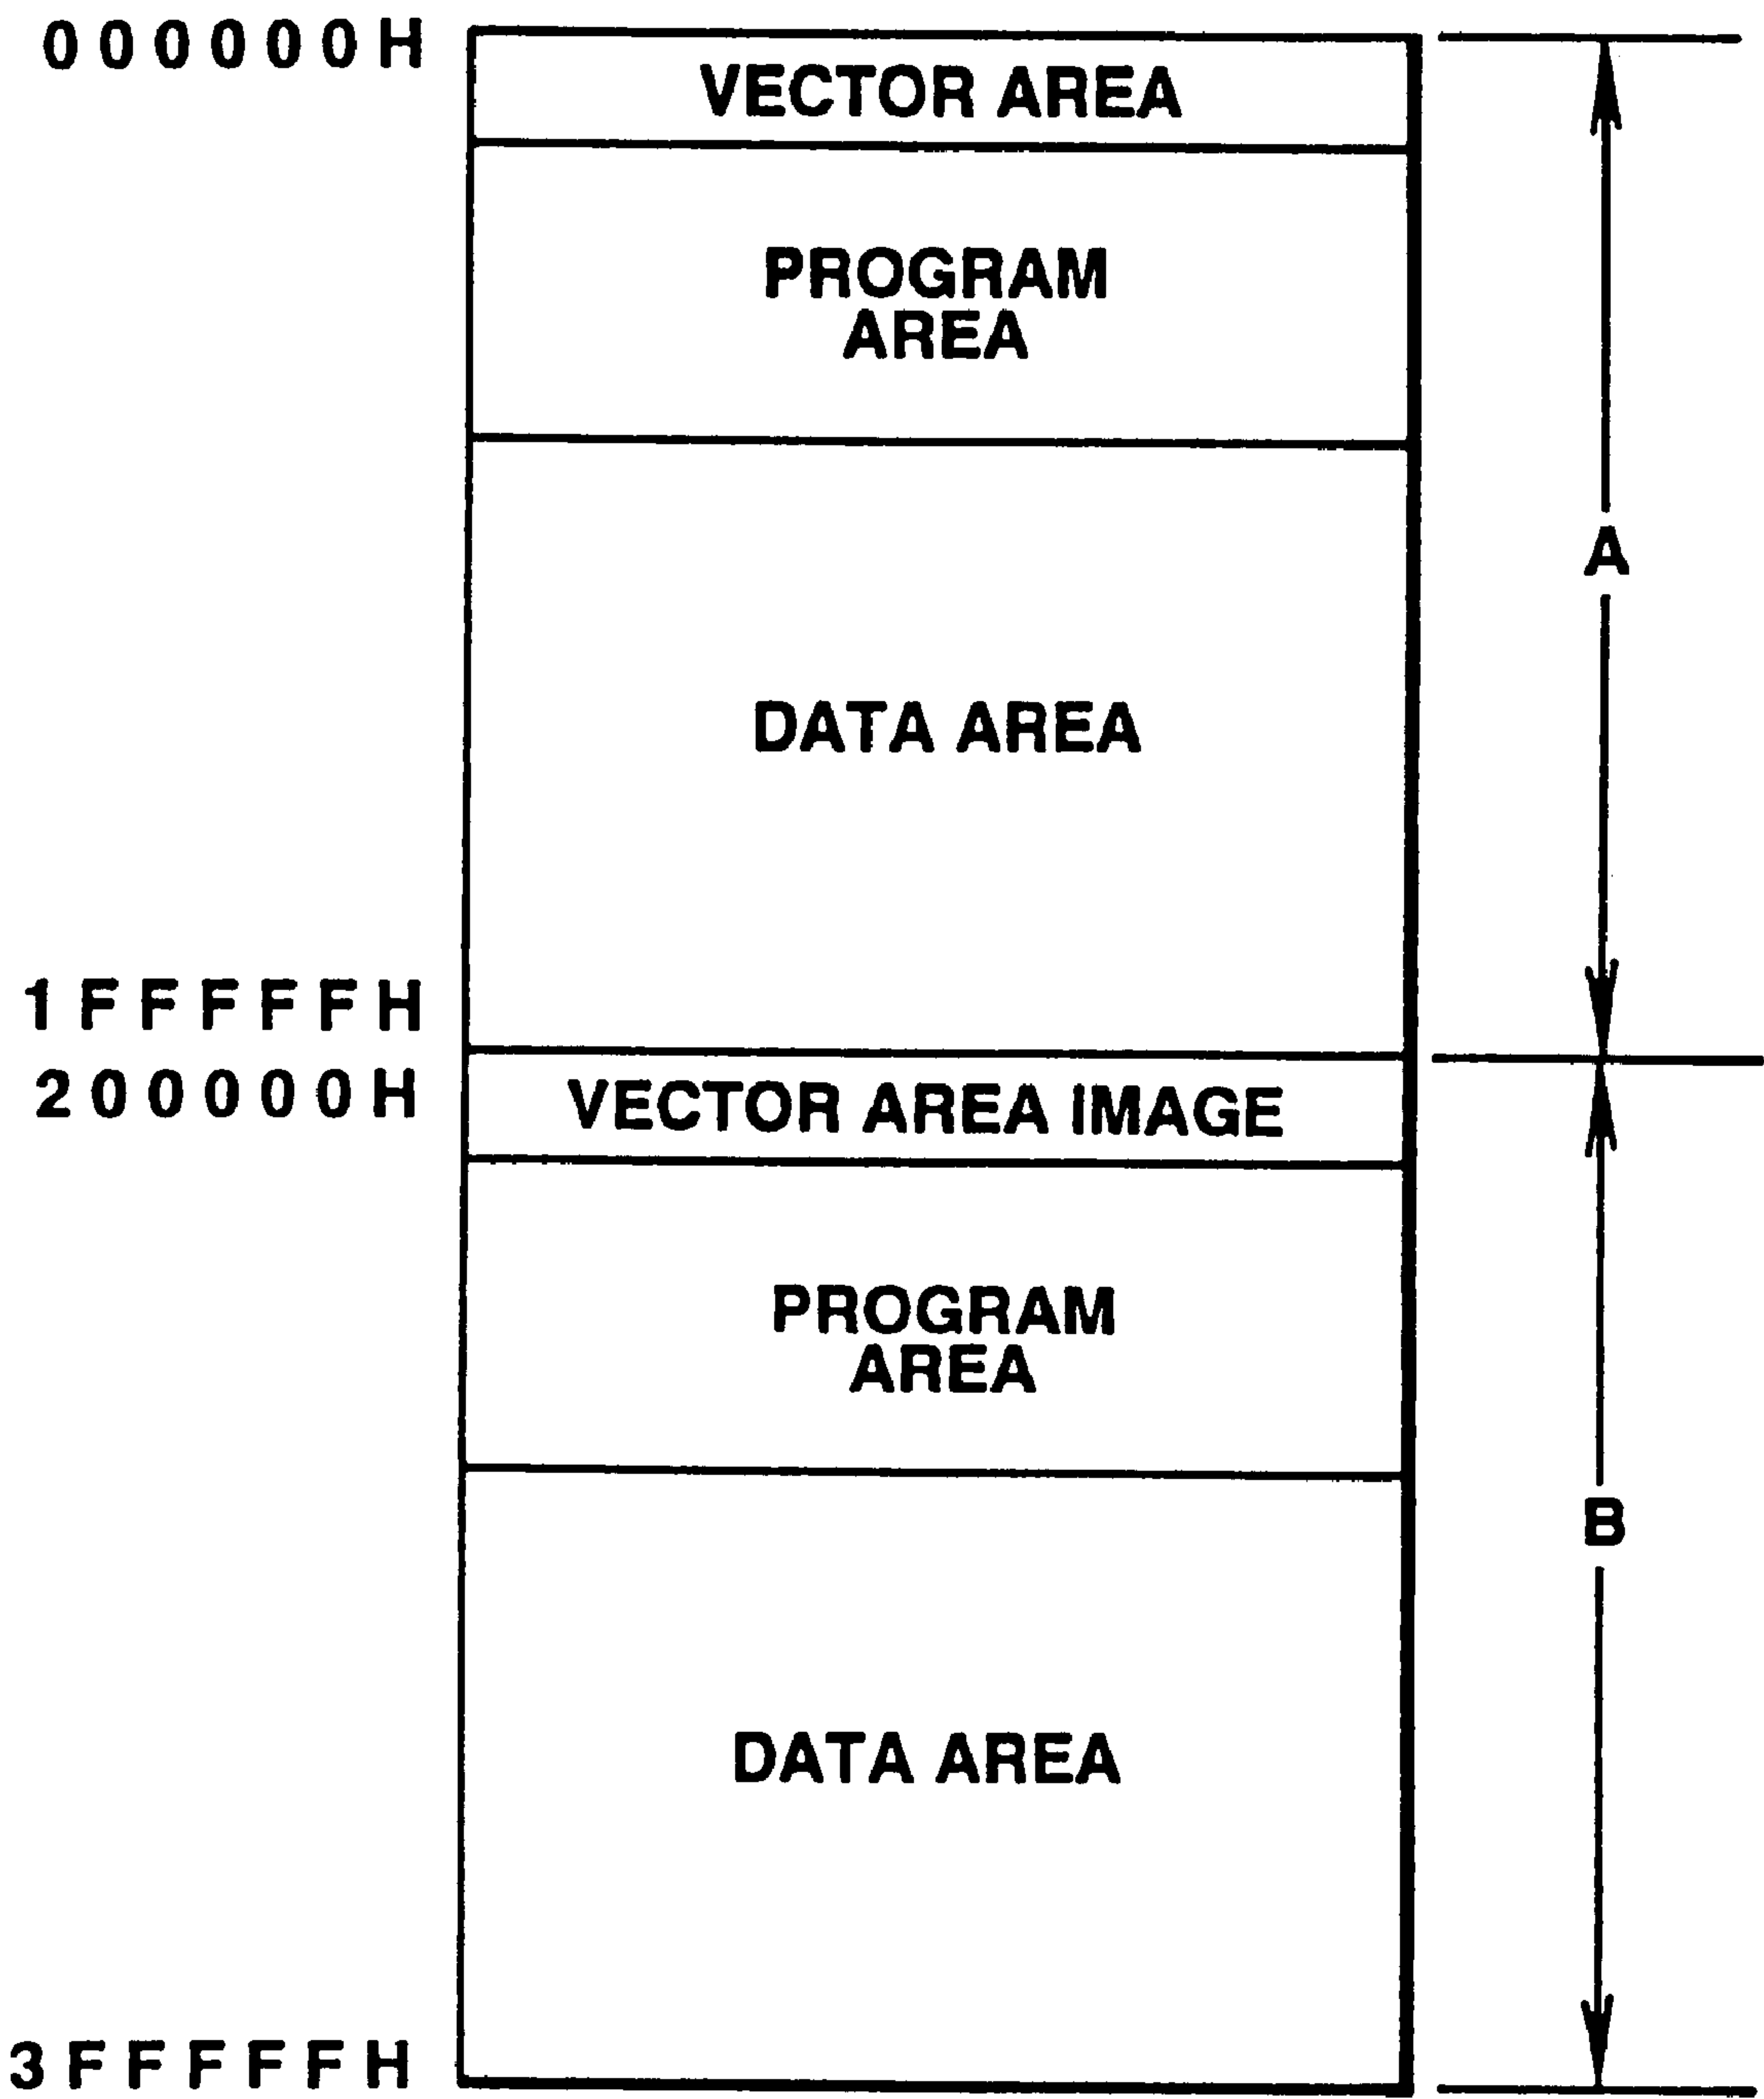 000000H
VECTOR AREA
PROGRAM
AREA
A
DATA AREA
1FFFFFH
200000H
VECTOR AREA IMAGE
PROGRAM
AREA
B
DATA AREA
3FFFFFH